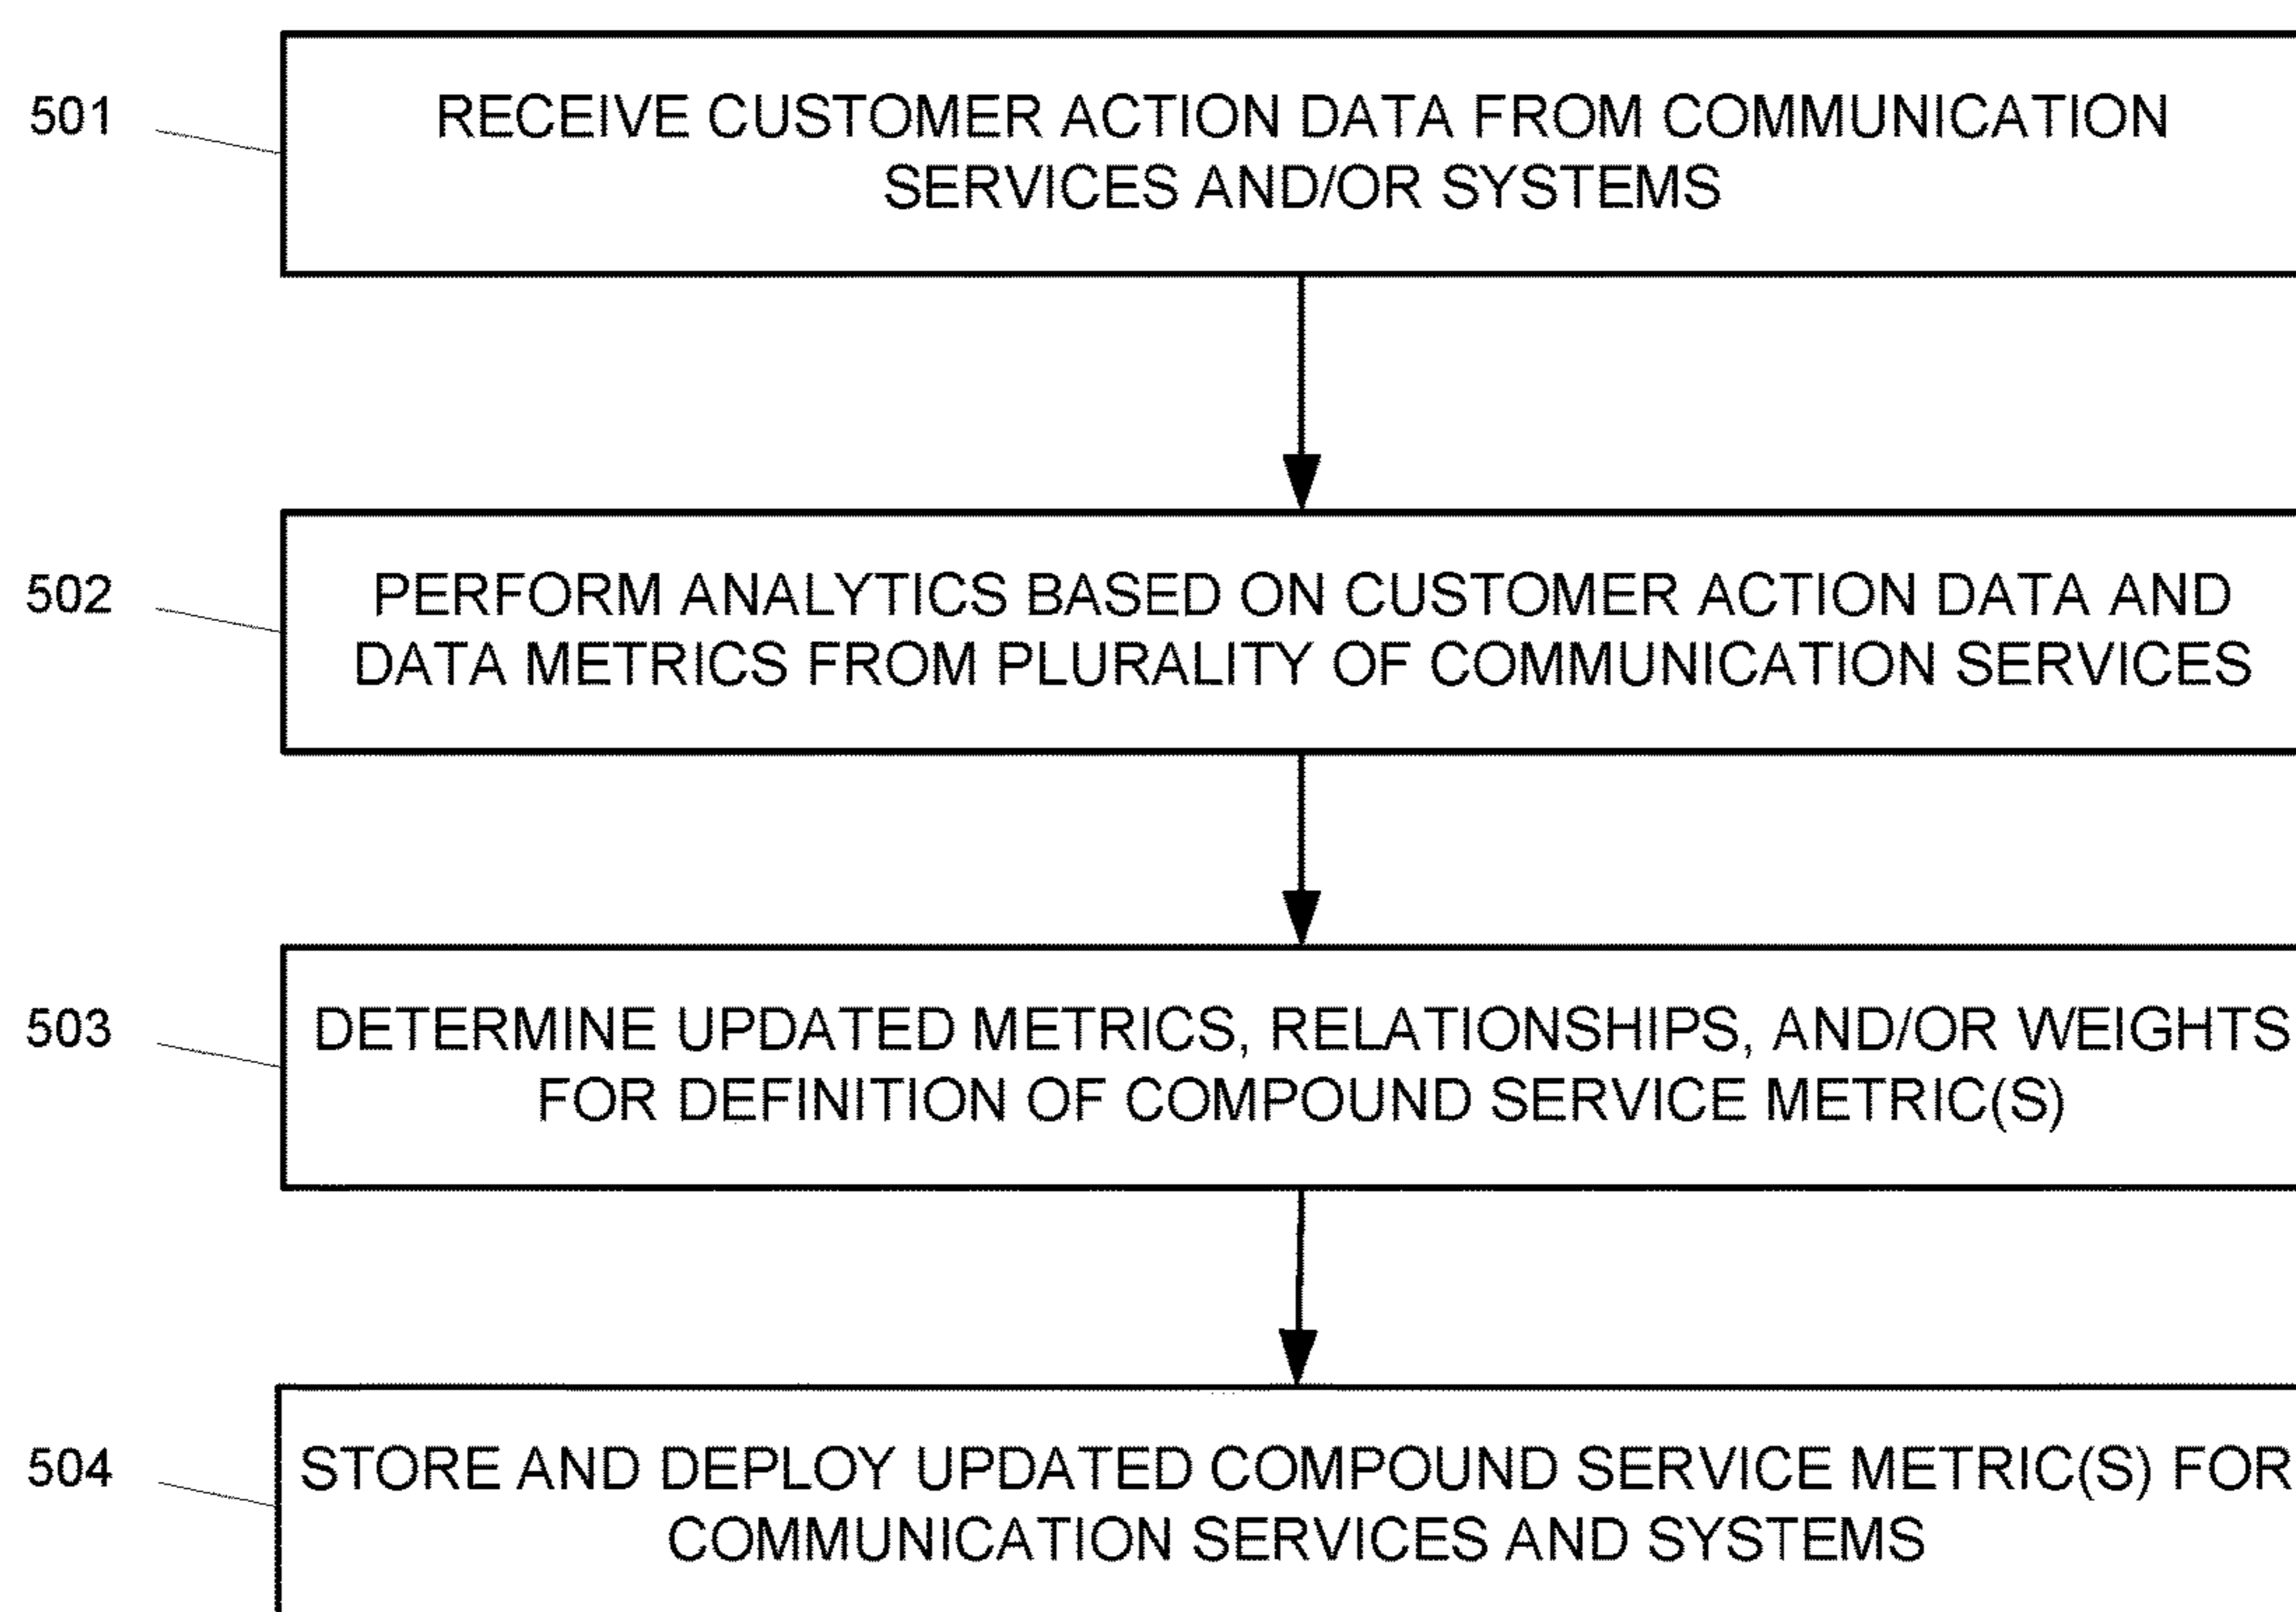 501
RECEIVE CUSTOMER ACTION DATA FROM COMMUNICATION
SERVICES AND/OR SYSTEMS
502
PERFORM ANALYTICS BASED ON CUSTOMER ACTION DATA AND
DATA METRICS FROM PLURALITY OF COMMUNICATION SERVICES
503
DETERMINE UPDATED METRICS, RELATIONSHIPS, AND/OR WEIGHTS
FOR DEFINITION OF COMPOUND SERVICE METRIC(S)
504
STORE AND DEPLOY UPDATED COMPOUND SERVICE METRIC(S) FOR
COMMUNICATION SERVICES AND SYSTEMS